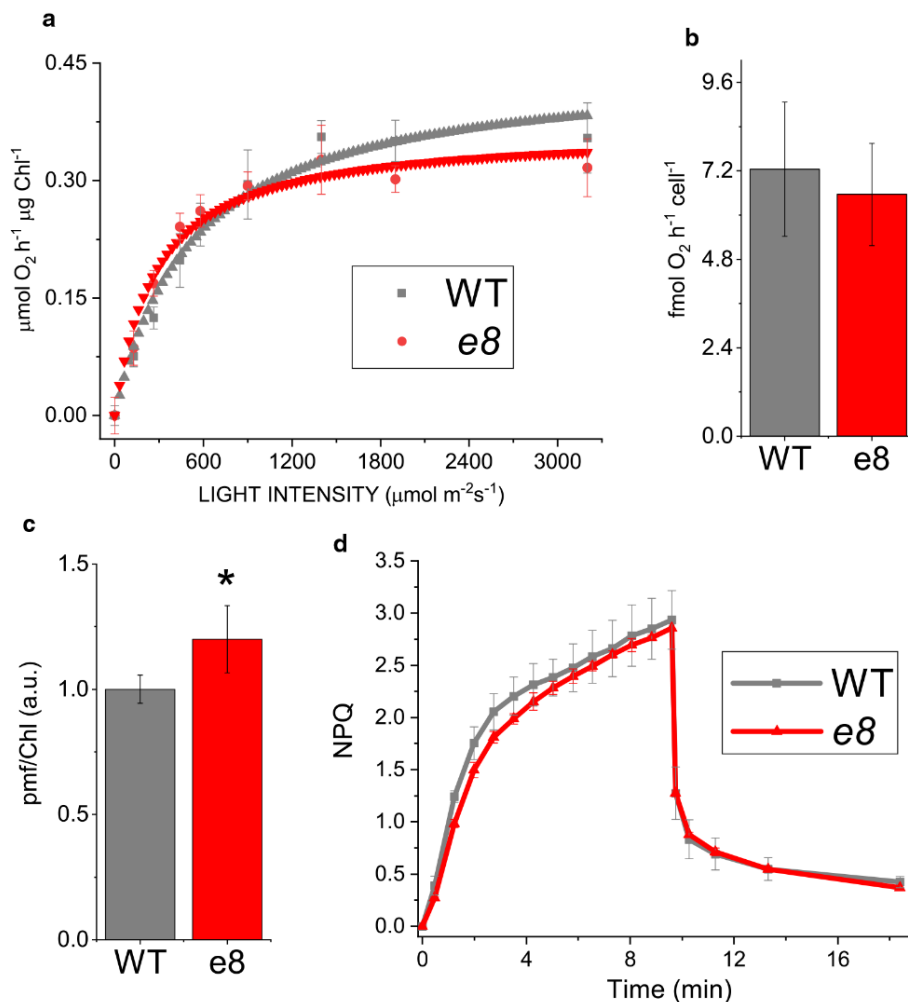 a
0.45
0.30
0.15
0.00
μmol O₂ h⁻¹ μg Chl⁻¹
WT
e8
0 600 1200 1800 2400 3000
LIGHT INTENSITY (μmol m⁻²s⁻¹)
b
9.6
7.2
4.8
2.4
0.0
fmol O₂ h⁻¹ cell⁻¹
WT e8
c
1.5
*
1.0
0.5
0.0
pmf/Chl (a.u.)
WT e8
d
3.5
3.0
2.5
2.0
1.5
1.0
0.5
0.0
NPQ
WT
e8
0 4 8 12 16
Time (min)